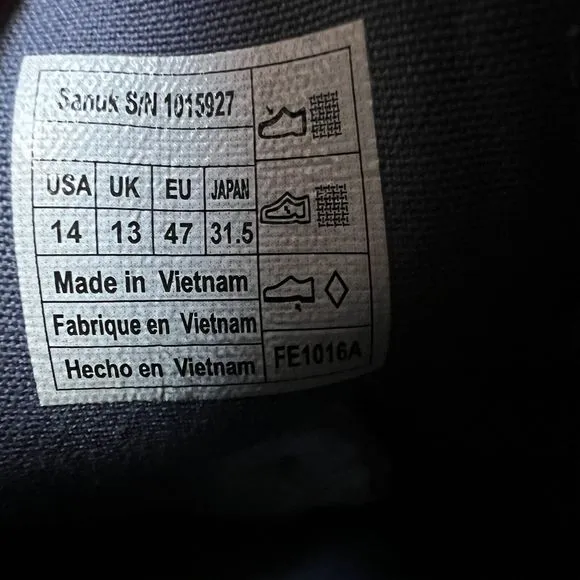 Sanuk S/N 1015927
USA UK EU JAPAN
14 13 47 31.5
Made in Vietnam
Fabrique en Vietnam
Hecho en Vietnam
FE1016A